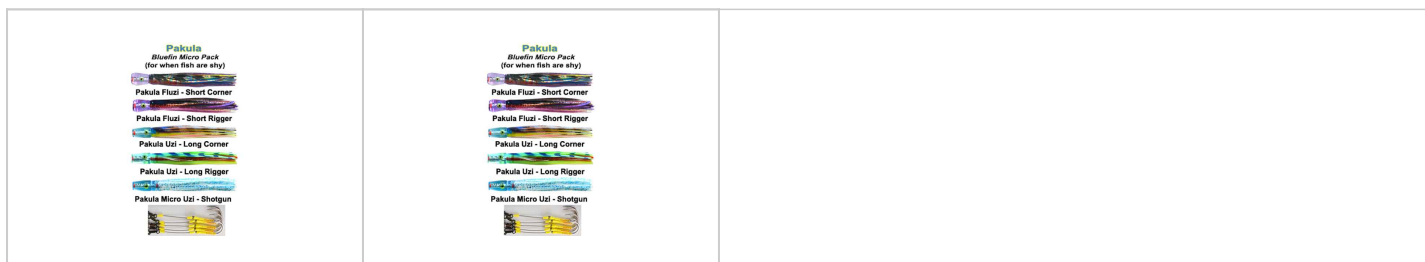 Pakula
Bluefin Micro Pack
(for when fish are shy)
Pakula Fluzi - Short Corner
Pakula Fluzi - Short Rigger
Pakula Uzi - Long Corner
Pakula Uzi - Long Rigger
Pakula Micro Uzi - Shotgun
Pakula
Bluefin Micro Pack
(for when fish are shy)
Pakula Fluzi - Short Corner
Pakula Fluzi - Short Rigger
Pakula Uzi - Long Corner
Pakula Uzi - Long Rigger
Pakula Micro Uzi - Shotgun